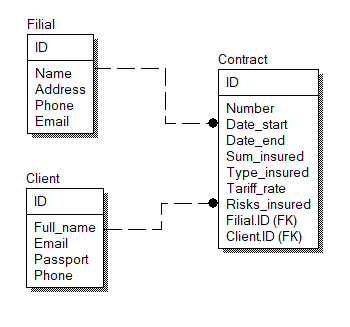 Filial
ID
Name
Address
Phone
Email
Contract
ID
Number
Date_start
Date_end
Sum_insured
Type_insured
Tariff_rate
Risks_insured
Filial.ID (FK)
Client.ID (FK)
Client
ID
Full_name
Email
Passport
Phone